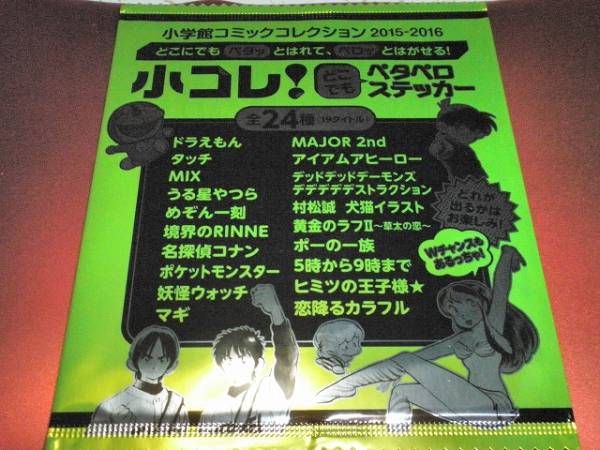 小学館コミックコレクション 2015-2016
どこにでも ペタッ とはれて、ペロッ とはがせる!
小コレ! どこでも ペタペロステッカー
全24種(19タイトル)
ドラえもん
タッチ
MIX
うる星やつら
めぞん一刻
境界のRINNE
名探偵コナン
ポケットモンスター
妖怪ウォッチ
マギ
MAJOR 2nd
アイアムアヒーロー
デッドデッドデーモンズ
デデデデデストラクション
村松誠 犬猫イラスト
黄金のラフII〜草太の恋〜
ポーの一族
5時から9時まで
ヒミツの王子様★
恋降るカラフル
どれが
出るかは
お楽しみ!
Wチャンスも
あるっちゃ!